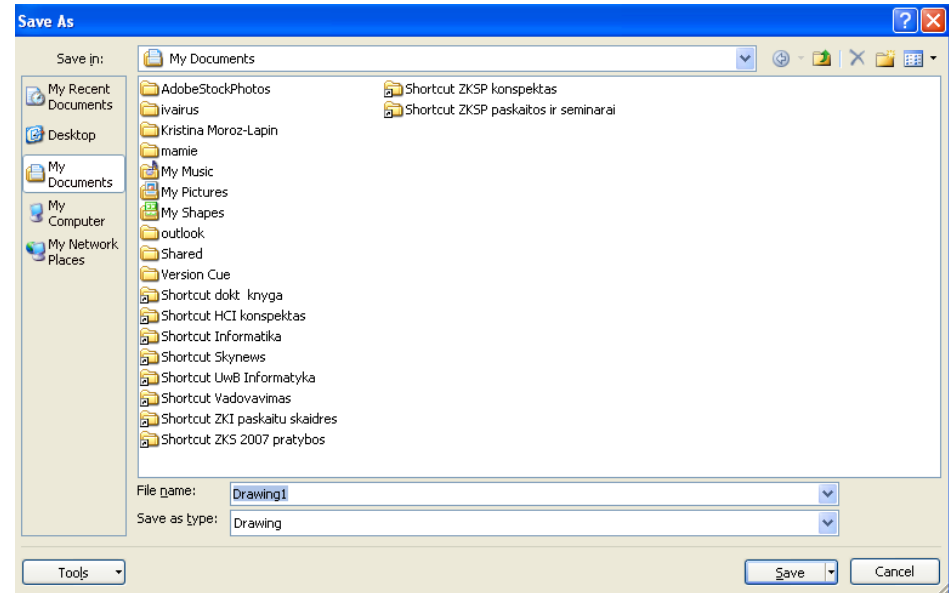 Save As
Save in:
My Documents
My Recent
Documents
Desktop
My
Documents
My
Computer
My Network
Places
AdobeStockPhotos
ivairus
Kristina Moroz-Lapin
mamie
My Music
My Pictures
My Shapes
outlook
Shared
Version Cue
Shortcut dokt knyga
Shortcut HCI konspektas
Shortcut Informatika
Shortcut Skynews
Shortcut UwB Informatyka
Shortcut Vadovavimas
Shortcut ZKI paskaitu skaidres
Shortcut ZKS 2007 pratybos
Shortcut ZKSP konspektas
Shortcut ZKSP paskaitos ir seminarai
File name:
Drawing1
Save as type:
Drawing
Tools
Save
Cancel